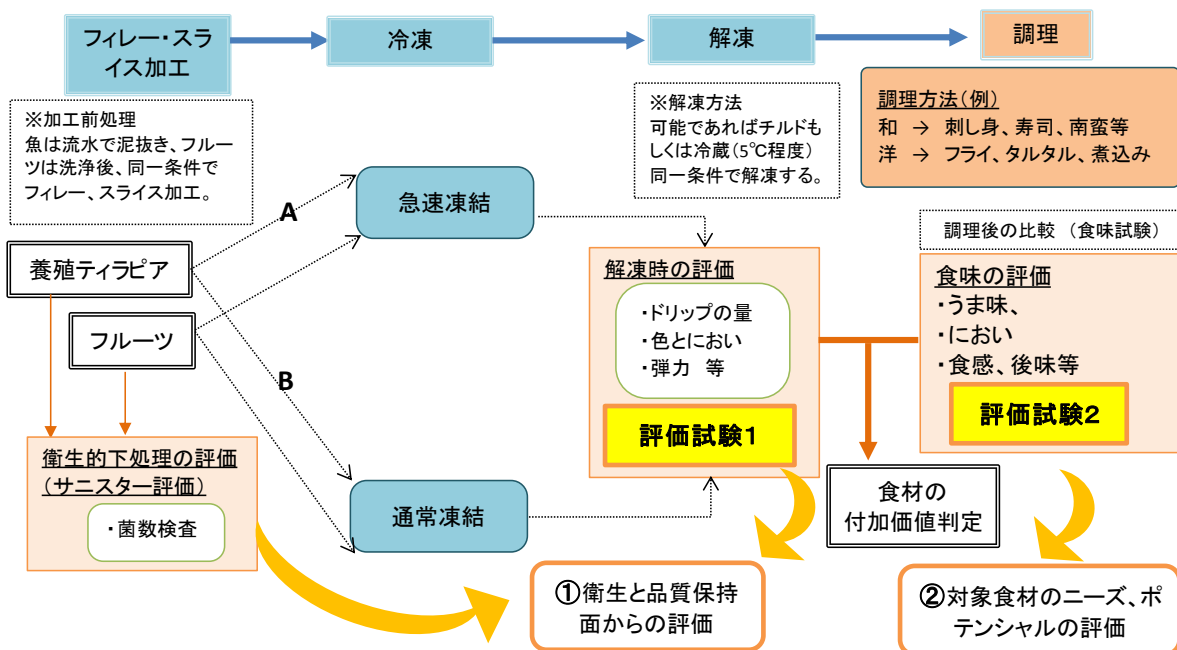 フィレー・スラ
イス加工
冷凍
解凍
調理
※加工前処理
魚は流水で泥抜き、フルー
ツは洗浄後、同一条件で
フィレー、スライス加工。
※解凍方法
可能であればチルドも
しくは冷蔵(5℃程度)
同一条件で解凍する。
調理方法(例)
和 → 刺し身、寿司、南蛮等
洋 → フライ、タルタル、煮込み
A
急速凍結
調理後の比較 (食味試験)
養殖ティラピア
フルーツ
B
解凍時の評価
・ドリップの量
・色とにおい
・弾力 等
評価試験1
食味の評価
・うま味、
・におい
・食感、後味等
評価試験2
衛生的下処理の評価
(サニスター評価)
・菌数検査
通常凍結
食材の
付加価値判定
①衛生と品質保持
面からの評価
②対象食材のニーズ、ポ
テンシャルの評価